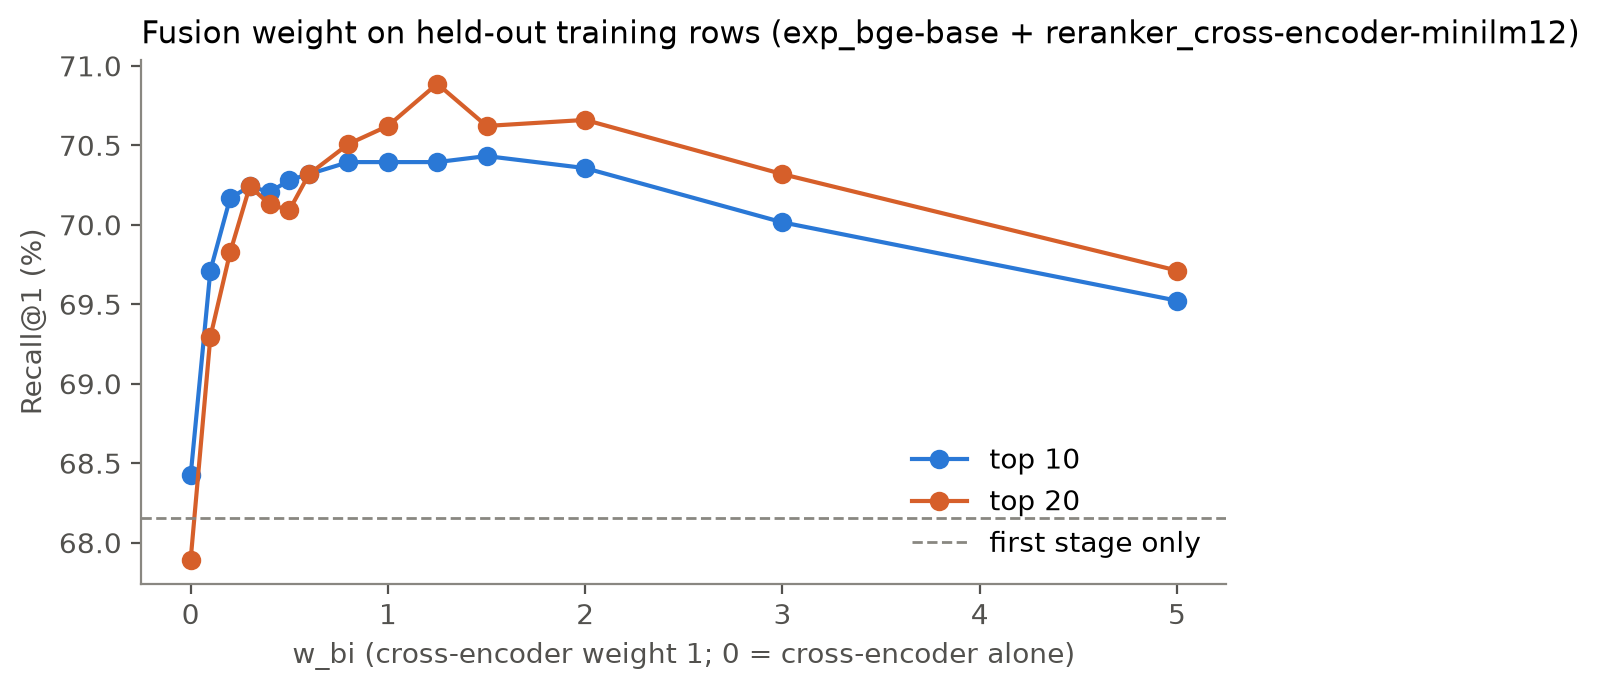 Fusion weight on held-out training rows (exp_bge-base + reranker_cross-encoder-minilm12)
71.0
70.5
70.0
69.5
69.0
68.5
68.0
Recall@1 (%)
top 10
top 20
first stage only
0 1 2 3 4 5
w_bi (cross-encoder weight 1; 0 = cross-encoder alone)